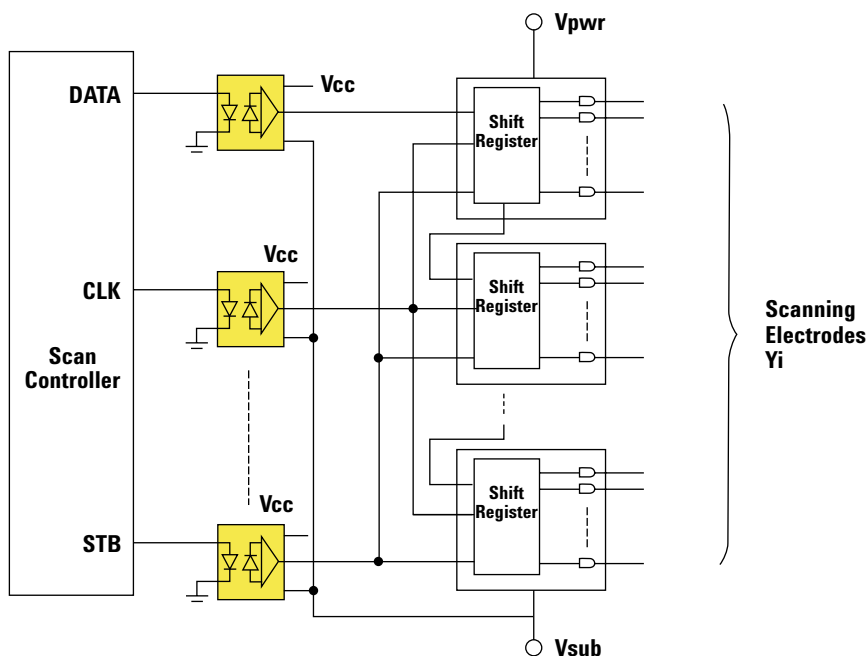 Vpwr
DATA
Vcc
Shift
Register
CLK
Vcc
Shift
Register
Scan
Controller
Scanning
Electrodes
Yi
STB
Vcc
Shift
Register
Vsub